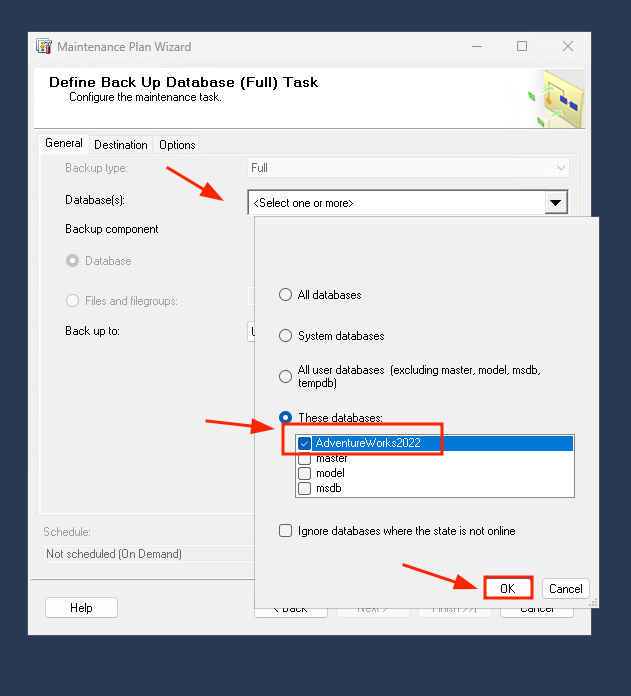 Maintenance Plan Wizard
Define Back Up Database (Full) Task
Configure the maintenance task.
General Destination Options
Backup type: Full
Database(s): <Select one or more>
Backup component
Database
All databases
Files and filegroups:
Back up to:
System databases
All user databases (excluding master, model, msdb,
tempdb)
These databases:
AdventureWorks2022
master
model
msdb
Ignore databases where the state is not online
Schedule:
Not scheduled (On Demand)
OK Cancel
Help < Back Next > Finish >>| Cancel